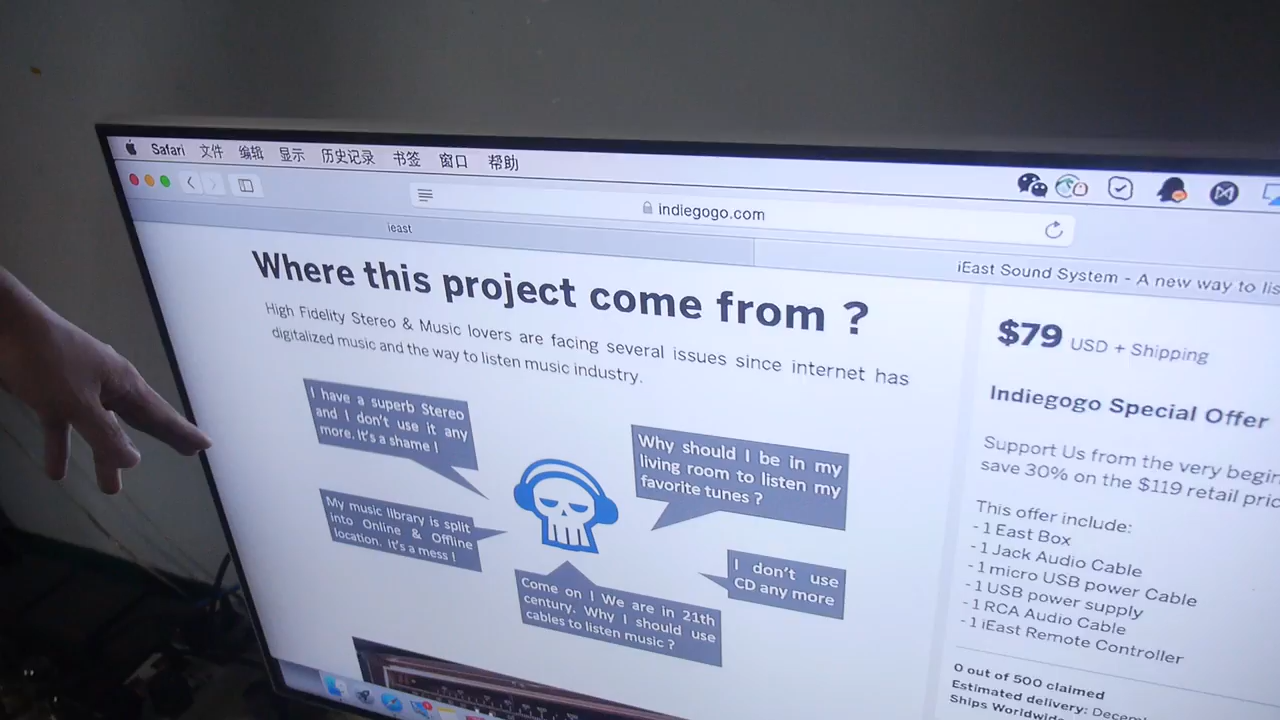 Safari 文件 编辑 显示 历史记录 书签 窗口 帮助
indiegogo.com
ieast
iEast Sound System - A new way to lis
Where this project come from ?
High Fidelity Stereo & Music lovers are facing several issues since internet has
digitalized music and the way to listen music industry.
I have a superb Stereo
and I don't use it any
more. It's a shame !
Why should I be in my
living room to listen my
favorite tunes ?
My music library is split
into Online & Offline
location. It's a mess !
I don't use
CD any more
Come on ! We are in 21th
century. Why I should use
cables to listen music ?
$79 USD + Shipping
Indiegogo Special Offer
Support Us from the very begin
save 30% on the $119 retail pric
This offer include:
- 1 East Box
- 1 Jack Audio Cable
- 1 micro USB power Cable
- 1 USB power supply
- 1 RCA Audio Cable
- 1 iEast Remote Controller
0 out of 500 claimed
Estimated delivery: Decem
Ships Worldwide